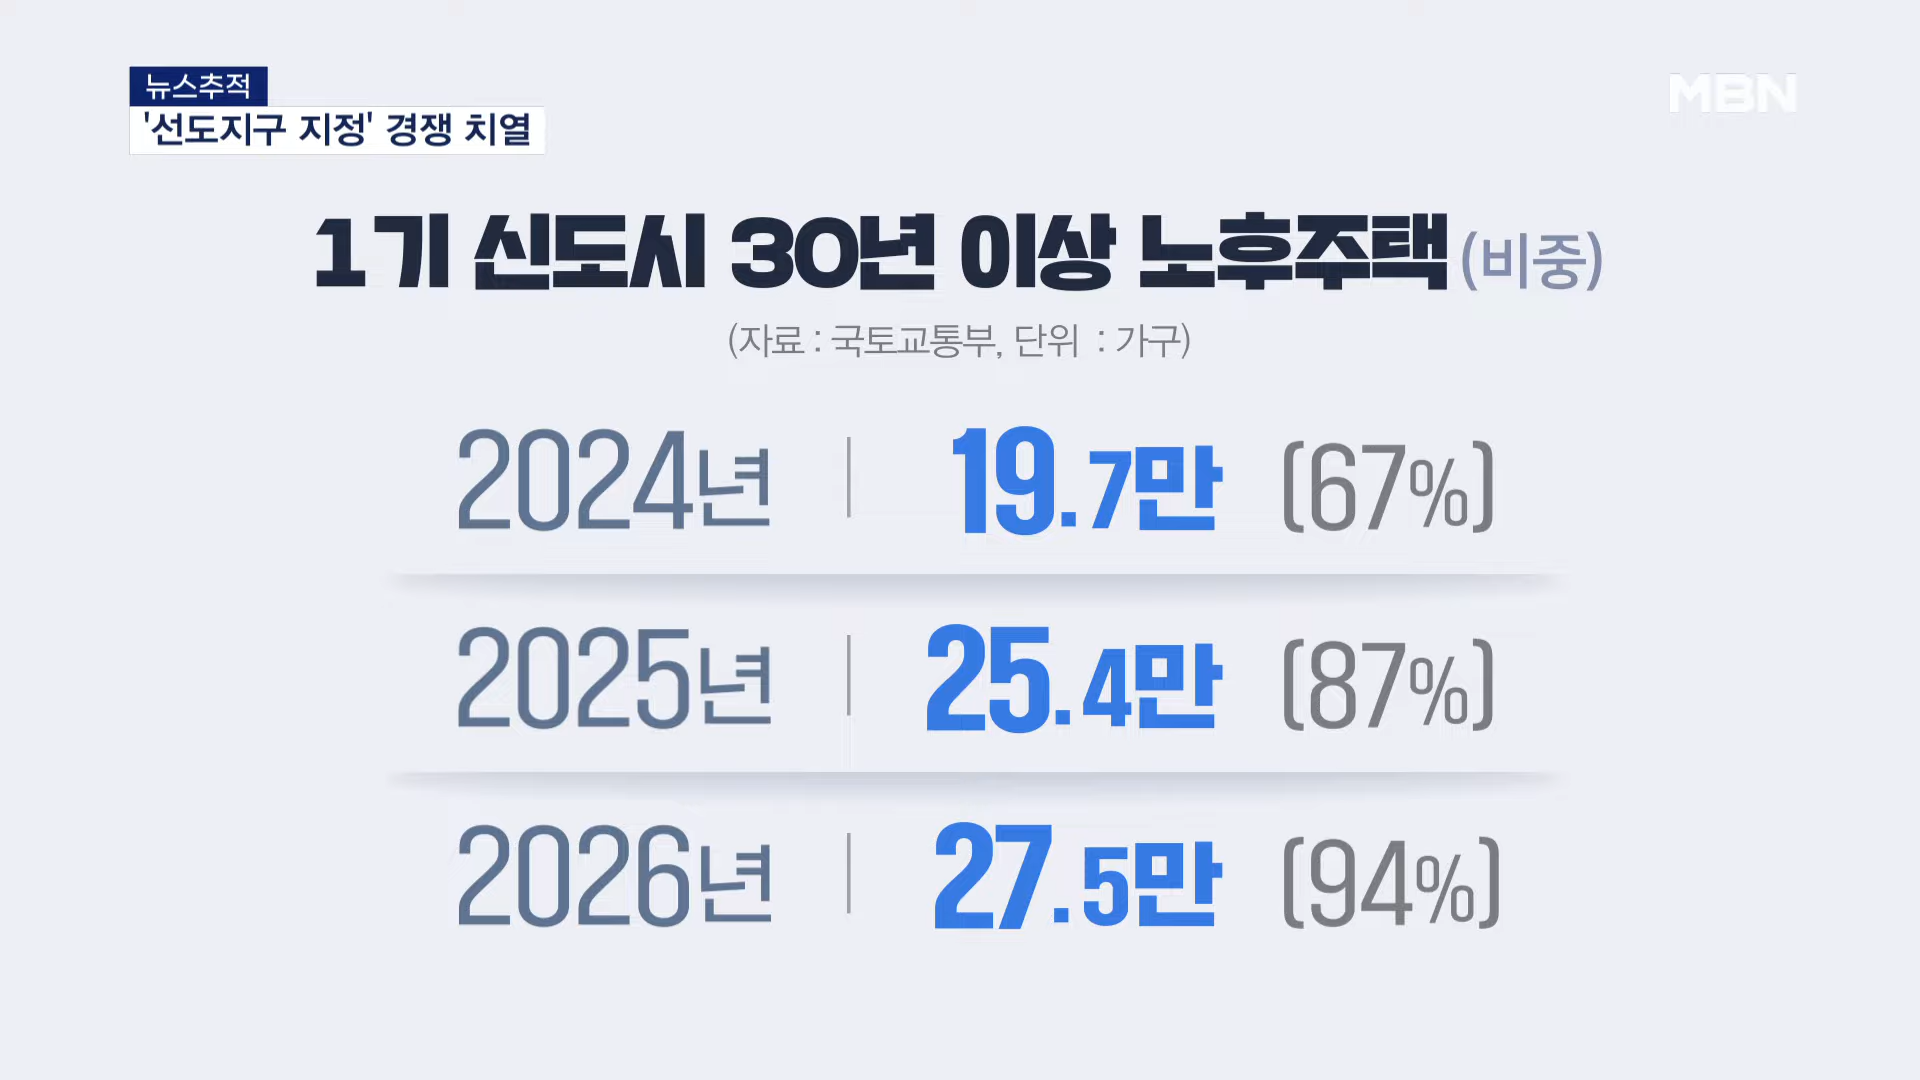 뉴스추적
MBN
'선도지구 지정' 경쟁 치열
1기 신도시 30년 이상 노후주택(비중)
(자료 : 국토교통부, 단위 : 가구)
2024년 19.7만 (67%)
2025년 25.4만 (87%)
2026년 27.5만 (94%)